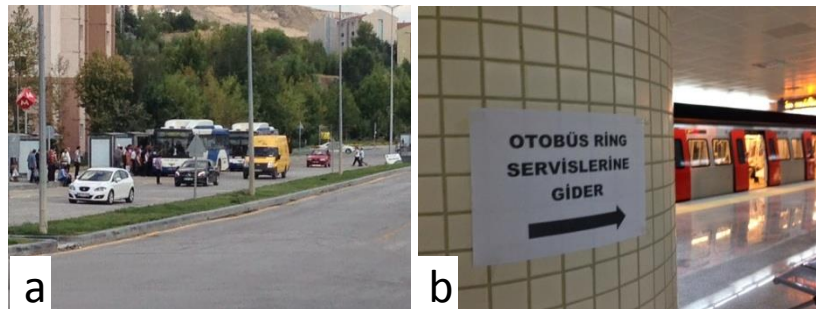 a
b
OTOBÜS RİNG
SERVİSLERİNE
GİDER